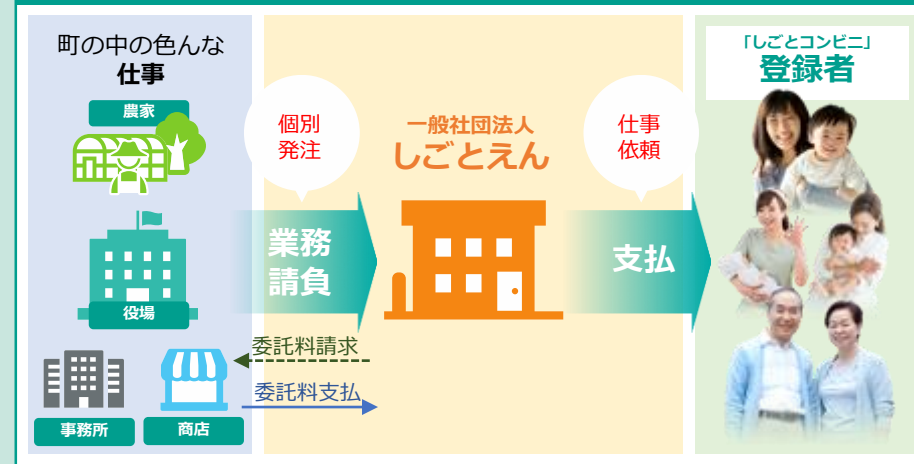 町の中の色んな
仕事
農家
役場
事務所
商店
個別
発注
業務
請負
委託料請求
委託料支払
一般社団法人
しごとえん
仕事
依頼
支払
「しごとコンビニ」
登録者